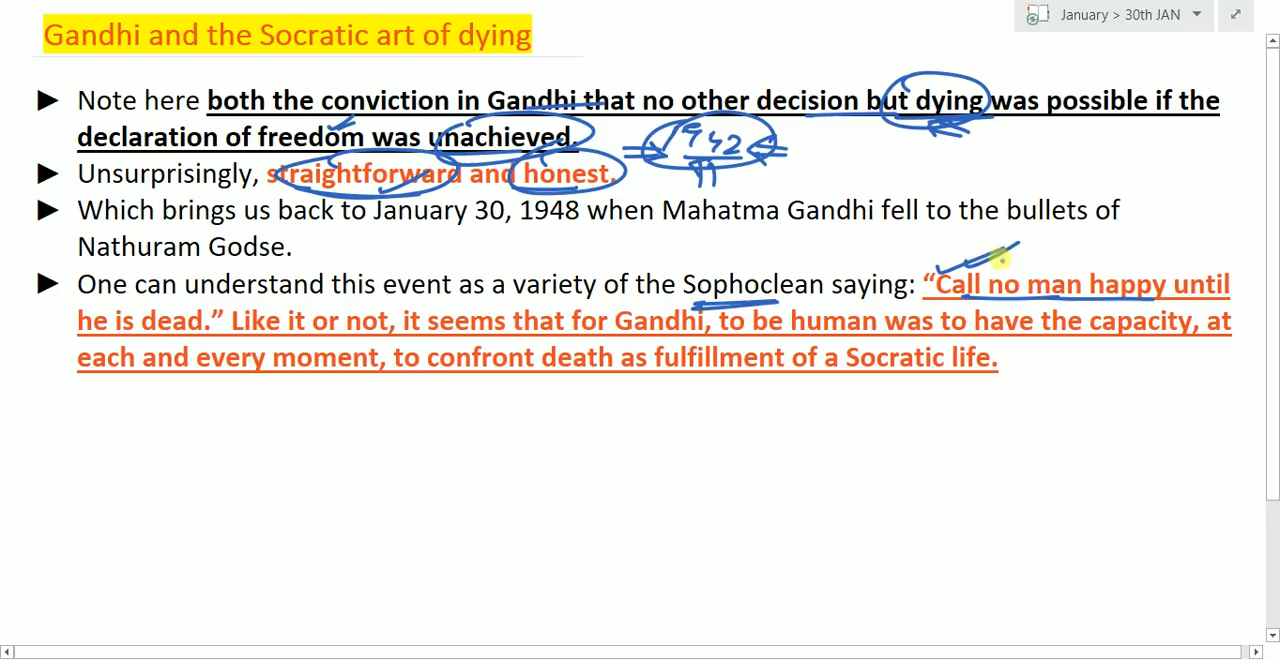 January > 30th JAN
Gandhi and the Socratic art of dying
► Note here both the conviction in Gandhi that no other decision but dying was possible if the
declaration of freedom was unachieved.
1942
► Unsurprisingly, straightforward and honest.
► Which brings us back to January 30, 1948 when Mahatma Gandhi fell to the bullets of
Nathuram Godse.
► One can understand this event as a variety of the Sophoclean saying: “Call no man happy until
he is dead.” Like it or not, it seems that for Gandhi, to be human was to have the capacity, at
each and every moment, to confront death as fulfillment of a Socratic life.